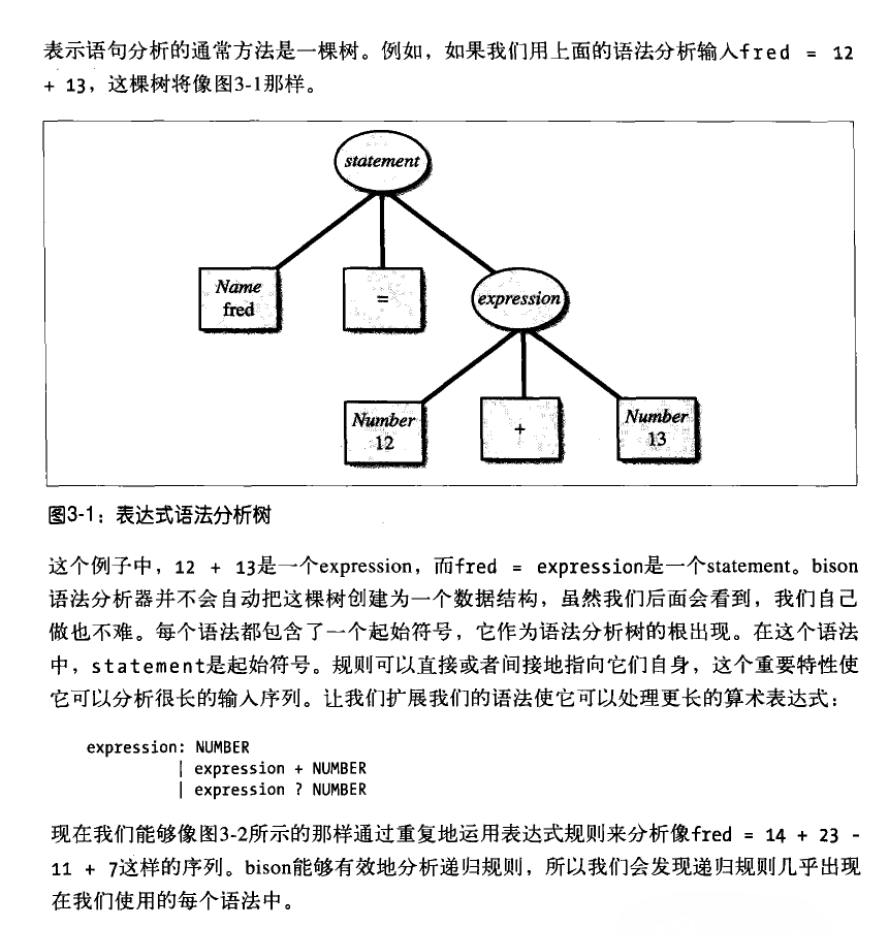 表示语句分析的通常方法是一棵树。例如，如果我们用上面的语法分析输入fred = 12
+ 13，这棵树将像图3-1那样。
statement
Name
fred
=
expression
Number
12
+
Number
13
图3-1：表达式语法分析树
这个例子中，12 + 13是一个expression，而fred = expression是一个statement。bison
语法分析器并不会自动把这棵树创建为一个数据结构，虽然我们后面会看到，我们自己
做也不难。每个语法都包含了一个起始符号，它作为语法分析树的根出现。在这个语法
中，statement是起始符号。规则可以直接或者间接地指向它们自身，这个重要特性使
它可以分析很长的输入序列。让我们扩展我们的语法使它可以处理更长的算术表达式：
expression: NUMBER
| expression + NUMBER
| expression ? NUMBER
现在我们能够像图3-2所示的那样通过重复地运用表达式规则来分析像fred = 14 + 23 -
11 + 7这样的序列。bison能够有效地分析递归规则，所以我们会发现递归规则几乎出现
在我们使用的每个语法中。